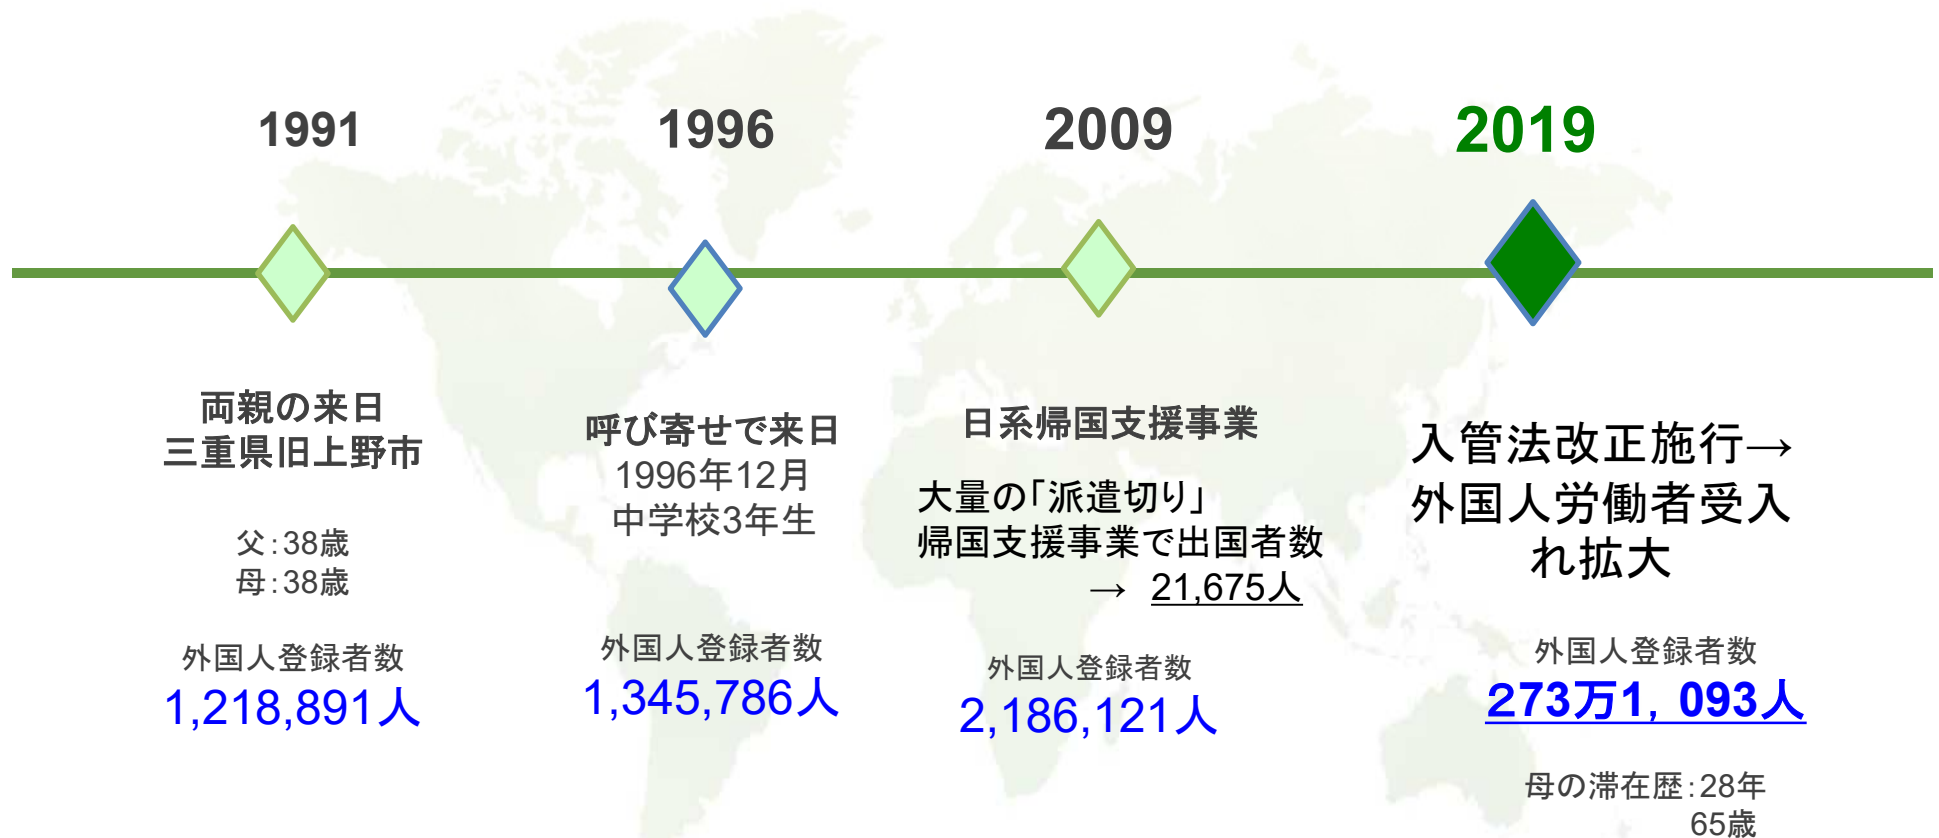 1991
両親の来日
三重県旧上野市
父：38歳
母：38歳
外国人登録者数
1,218,891人
1996
呼び寄せで来日
1996年12月
中学校3年生
外国人登録者数
1,345,786人
2009
日系帰国支援事業
大量の「派遣切り」
帰国支援事業で出国者数
→ 21,675人
外国人登録者数
2,186,121人
2019
入管法改正施行→
外国人労働者受入
れ拡大
外国人登録者数
２73万1，093人
母の滞在歴：28年
65歳